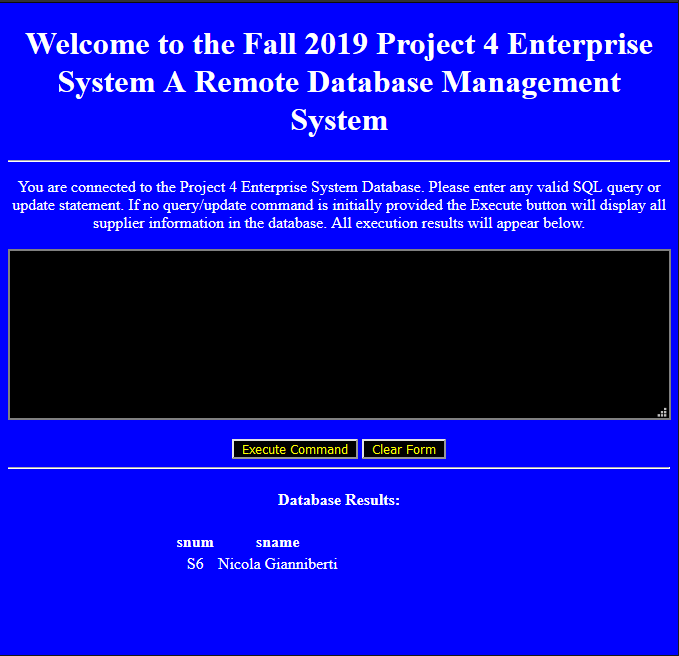 Welcome to the Fall 2019 Project 4 Enterprise
System A Remote Database Management
System
You are connected to the Project 4 Enterprise System Database. Please enter any valid SQL query or
update statement. If no query/update command is initially provided the Execute button will display all
supplier information in the database. All execution results will appear below.
Execute Command Clear Form
Database Results:
snum sname
S6 Nicola Gianniberti